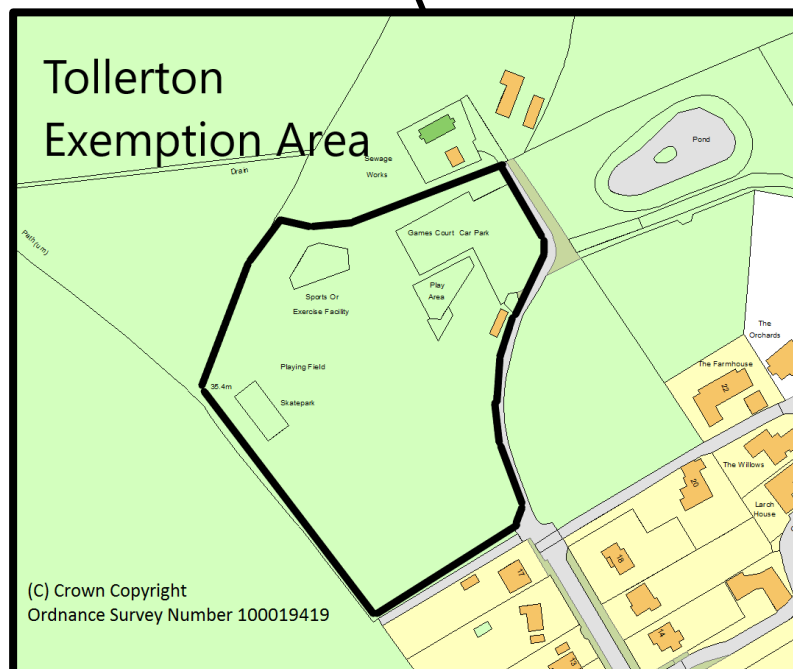 Tollerton
Exemption Area
Sewage
Works
Drain
Pond
Path (um)
Games Court Car Park
Play
Area
Sports Or
Exercise Facility
The
Orchards
The Farmhouse
22
Playing Field
35.4m
Skatepark
The Willows
20
Larch
House
18
17
14
13
(C) Crown Copyright
Ordnance Survey Number 100019419